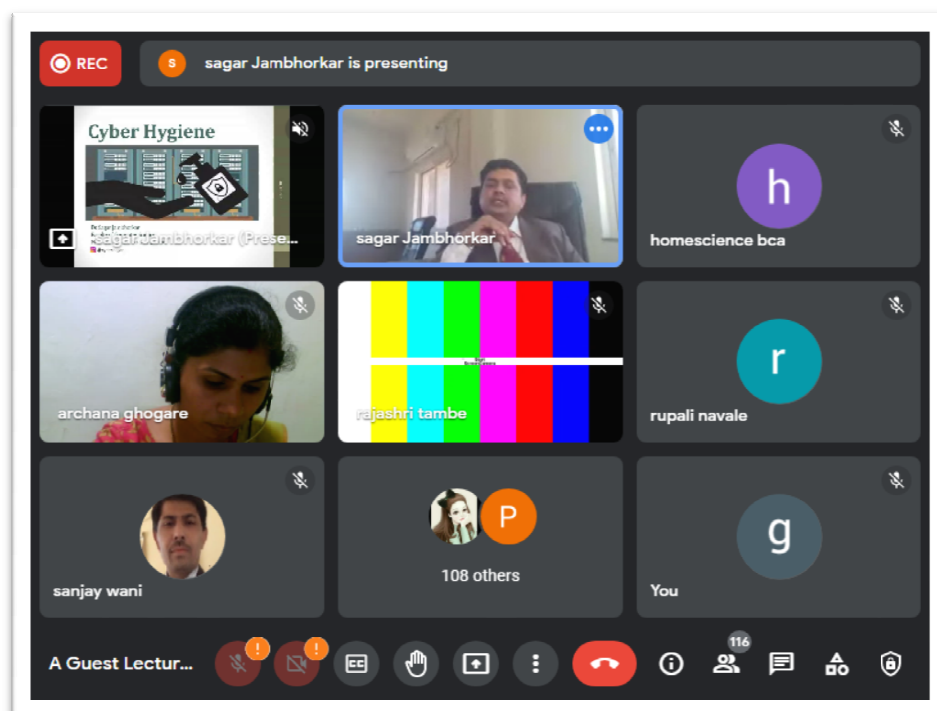 REC
s
sagar Jambhorkar is presenting
Cyber Hygiene
sagar Jambhorkar (Prese...
sagar Jambhorkar
h
homescience bca
archana ghogare
rajashri tambe
r
rupali navale
sanjay wani
P
108 others
g
You
A Guest Lectur...
!
!
CC
116